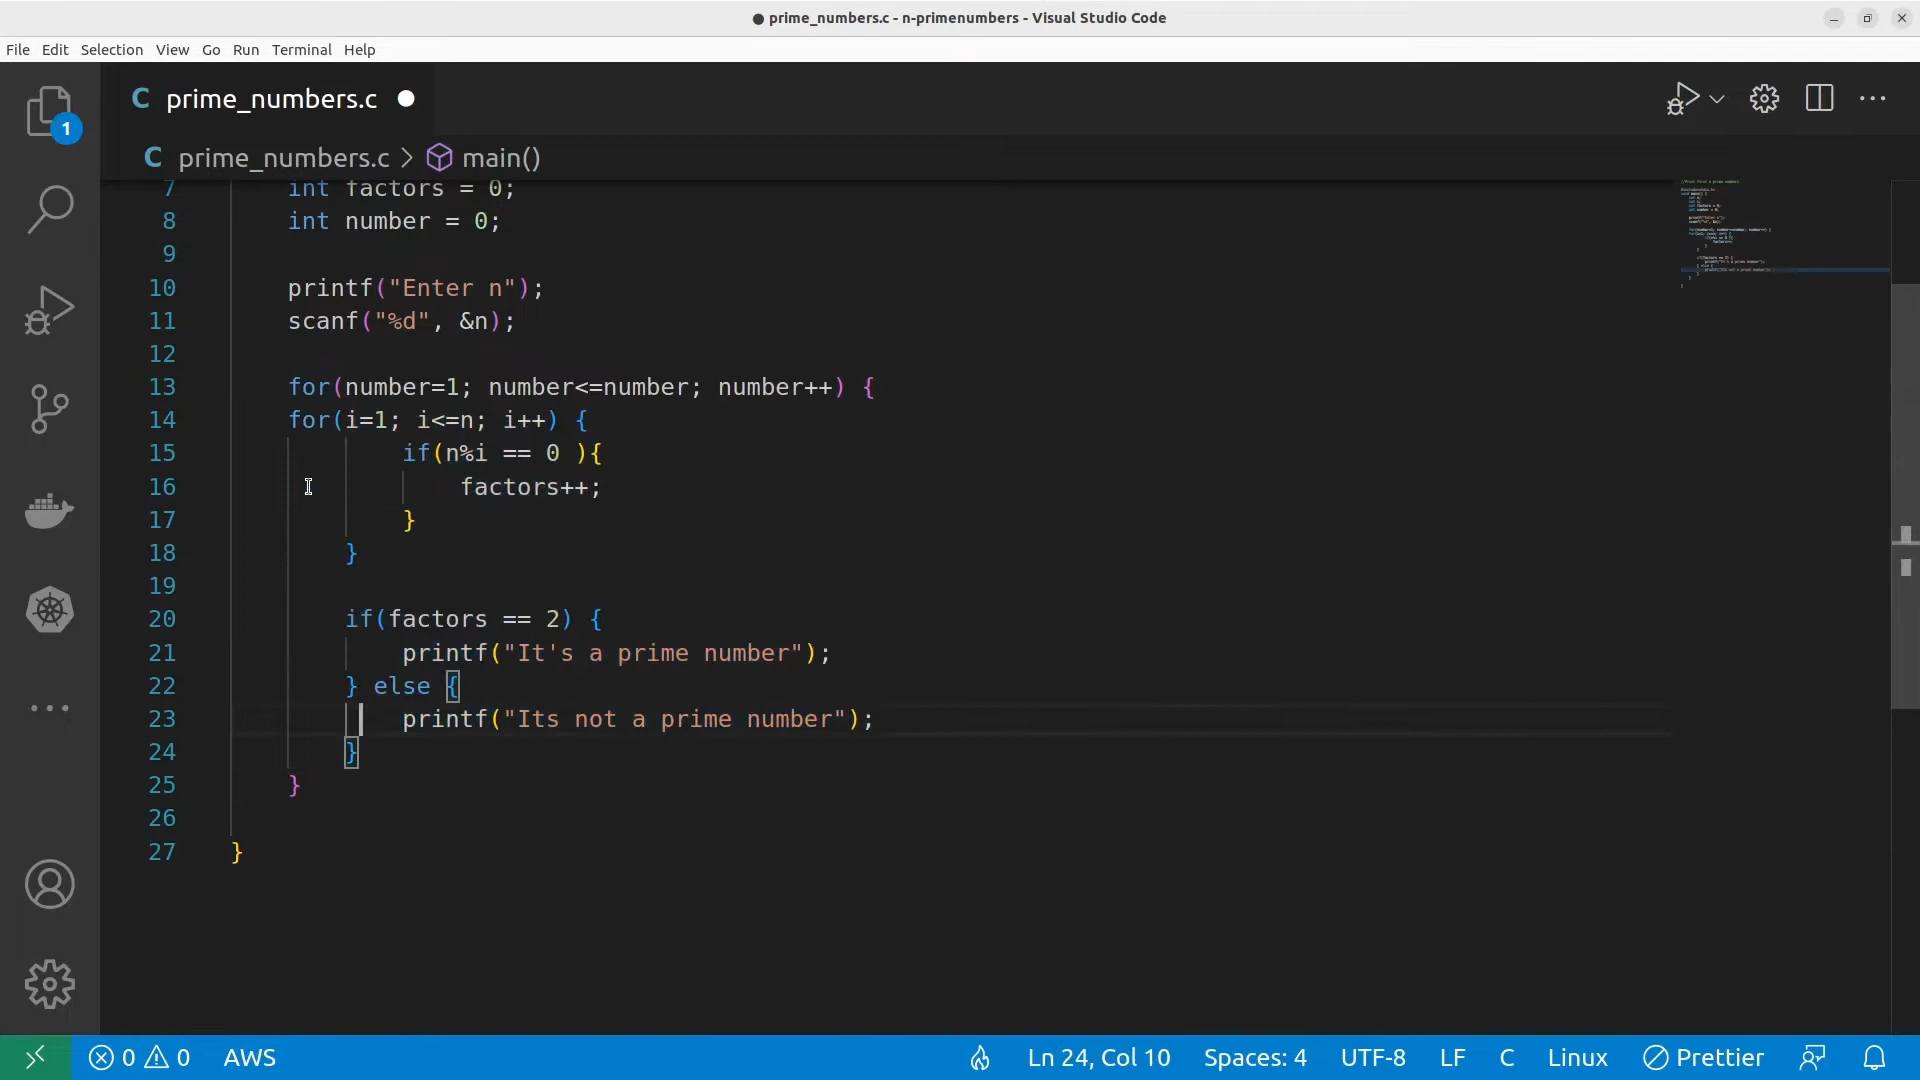 prime_numbers.c - n-primenumbers - Visual Studio Code
File Edit Selection View Go Run Terminal Help
1
C prime_numbers.c
C prime_numbers.c > main()
7 int factors = 0;
8 int number = 0;
9
10 printf("Enter n");
11 scanf("%d", &n);
12
13 for(number=1; number<=number; number++) {
14 for(i=1; i<=n; i++) {
15 if(n%i == 0 ){
16 factors++;
17 }
18 }
19
20 if(factors == 2) {
21 printf("It's a prime number");
22 } else {
23 printf("Its not a prime number");
24 }
25 }
26
27 }
0 0 AWS Ln 24, Col 10 Spaces: 4 UTF-8 LF C Linux Prettier